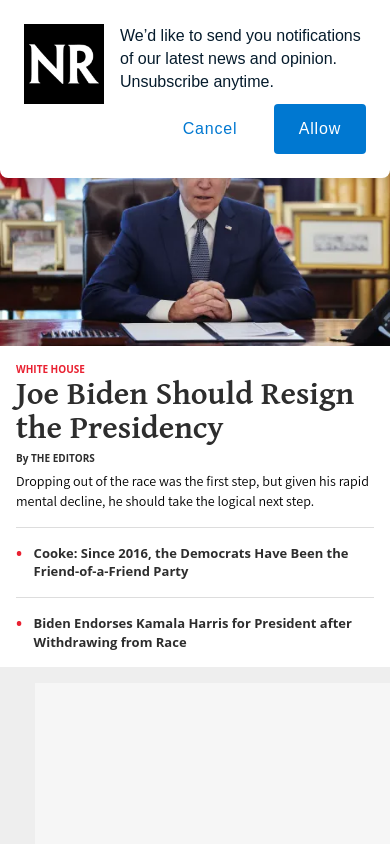 NR
We’d like to send you notifications
of our latest news and opinion.
Unsubscribe anytime.
Cancel
Allow
WHITE HOUSE
Joe Biden Should Resign
the Presidency
By THE EDITORS
Dropping out of the race was the first step, but given his rapid
mental decline, he should take the logical next step.
Cooke: Since 2016, the Democrats Have Been the
Friend-of-a-Friend Party
Biden Endorses Kamala Harris for President after
Withdrawing from Race